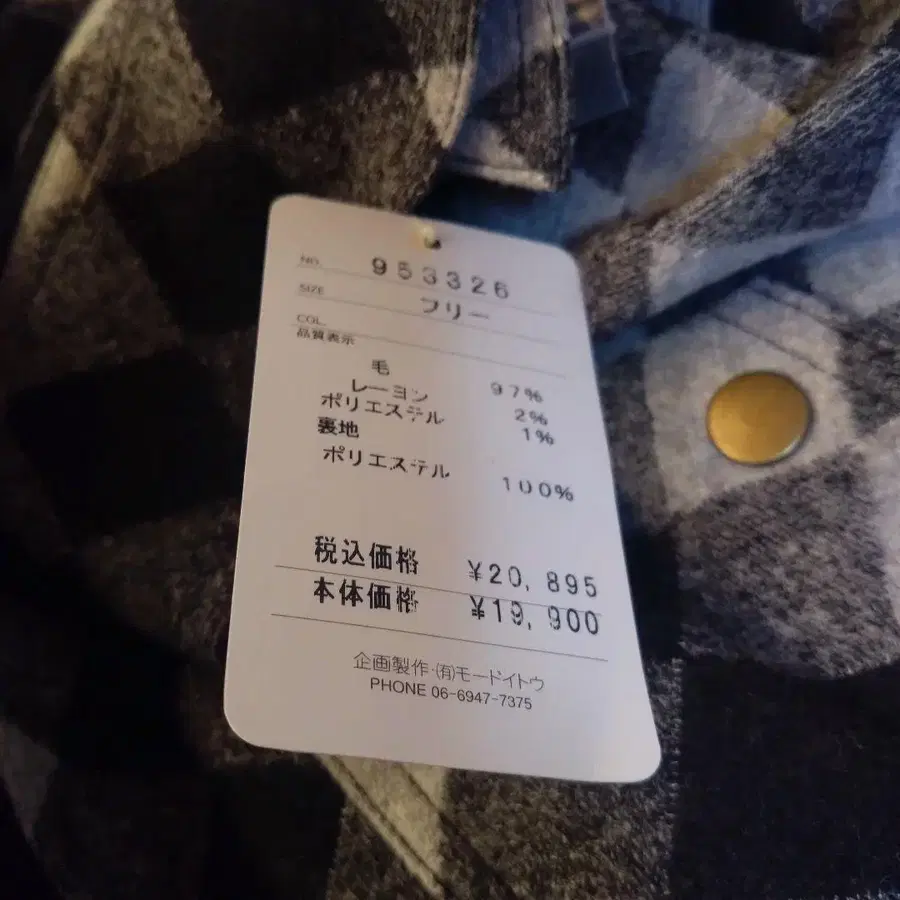 NO. 953326
SIZE フリー
COL.
品質表示
毛 97%
レーヨン 2%
ポリエステル 1%
裏地
ポリエステル 100%
税込価格 ¥20,895
本体価格 ¥19,900
企画製作・(有)モードイトウ
PHONE 06-6947-7375